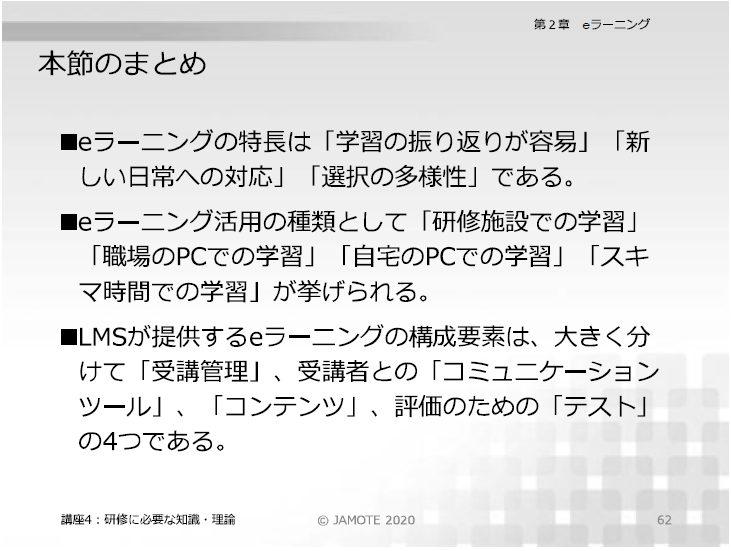 第２章　eラーニング
本節のまとめ
■eラーニングの特長は「学習の振り返りが容易」「新
しい日常への対応」「選択の多様性」である。
■eラーニング活用の種類として「研修施設での学習」
「職場のPCでの学習」「自宅のPCでの学習」「スキ
マ時間での学習」が挙げられる。
■LMSが提供するeラーニングの構成要素は、大きく分
けて「受講管理」、受講者との「コミュニケーション
ツール」、「コンテンツ」、評価のための「テスト」
の4つである。
講座4：研修に必要な知識・理論
© JAMOTE 2020
62